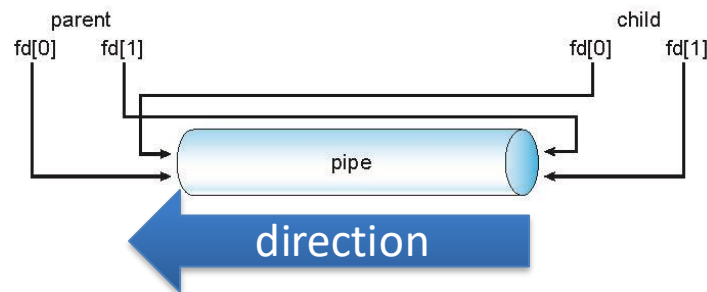 parent child
fd[0] fd[1] fd[0] fd[1]
pipe
direction